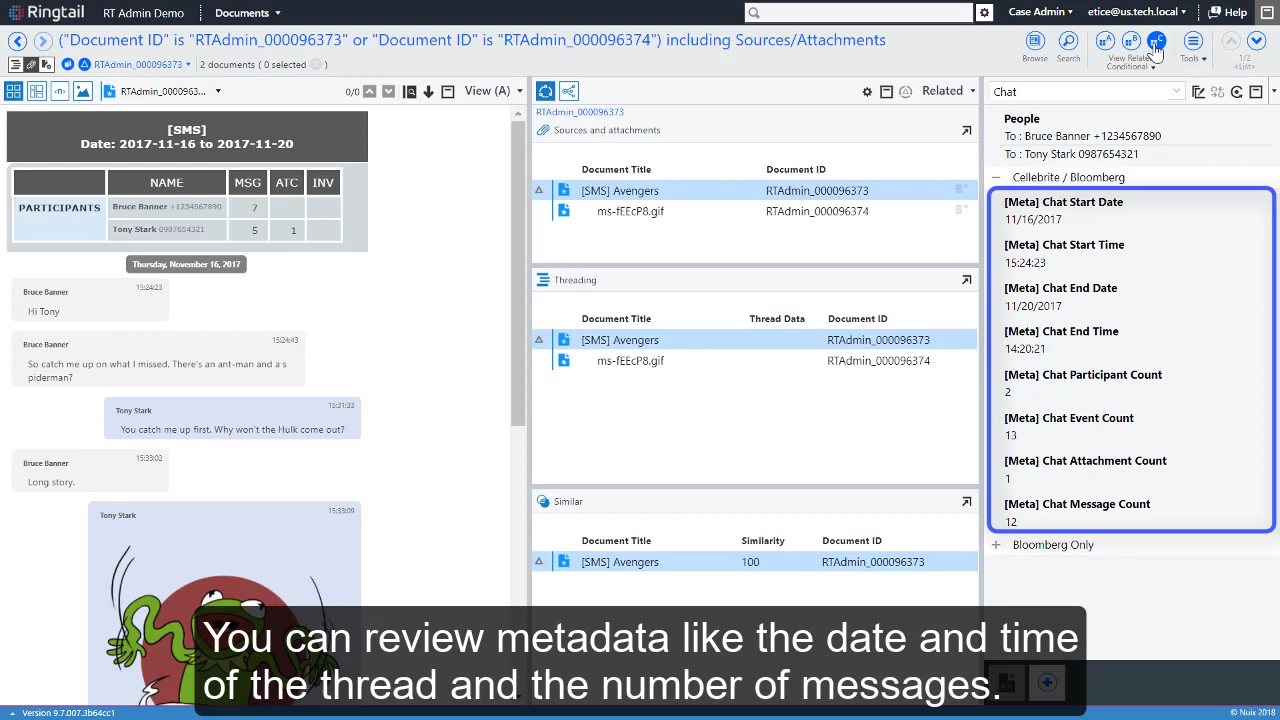 Ringtail
RT Admin Demo
Documents
Case Admin
etice@us.tech.local
Help
("Document ID" is "RTAdmin_000096373" or "Document ID" is "RTAdmin_000096374") including Sources/Attachments
Browse
Search
View Relate
Conditional
Tools
1/2
<List>
RTAdmin_000096373
2 documents ( 0 selected )
RTAdmin_0000963...
0/0
View (A)
Related
Chat
[SMS]
Date: 2017-11-16 to 2017-11-20
NAME
MSG
ATC
INV
PARTICIPANTS
Bruce Banner +1234567890
7
Tony Stark 0987654321
5
1
Thursday, November 16, 2017
Bruce Banner
15:24:23
Hi Tony
Bruce Banner
15:24:43
So catch me up on what I missed. There's an ant-man and a s
piderman?
Tony Stark
15:31:33
You catch me up first. Why won't the Hulk come out?
Bruce Banner
15:33:02
Long story.
Tony Stark
15:33:09
RTAdmin_000096373
Sources and attachments
Document Title
Document ID
[SMS] Avengers
RTAdmin_000096373
ms-fEEcP8.gif
RTAdmin_000096374
Threading
Document Title
Thread Data
Document ID
[SMS] Avengers
RTAdmin_000096373
ms-fEEcP8.gif
RTAdmin_000096374
Similar
Document Title
Similarity
Document ID
[SMS] Avengers
100
RTAdmin_000096373
People
To : Bruce Banner +1234567890
To : Tony Stark 0987654321
Cellebrite / Bloomberg
[Meta] Chat Start Date
11/16/2017
[Meta] Chat Start Time
15:24:23
[Meta] Chat End Date
11/20/2017
[Meta] Chat End Time
14:20:21
[Meta] Chat Participant Count
2
[Meta] Chat Event Count
13
[Meta] Chat Attachment Count
1
[Meta] Chat Message Count
12
Bloomberg Only
You can review metadata like the date and time
of the thread and the number of messages.
Version 9.7.007.3b64cc1
© Nuix 2018